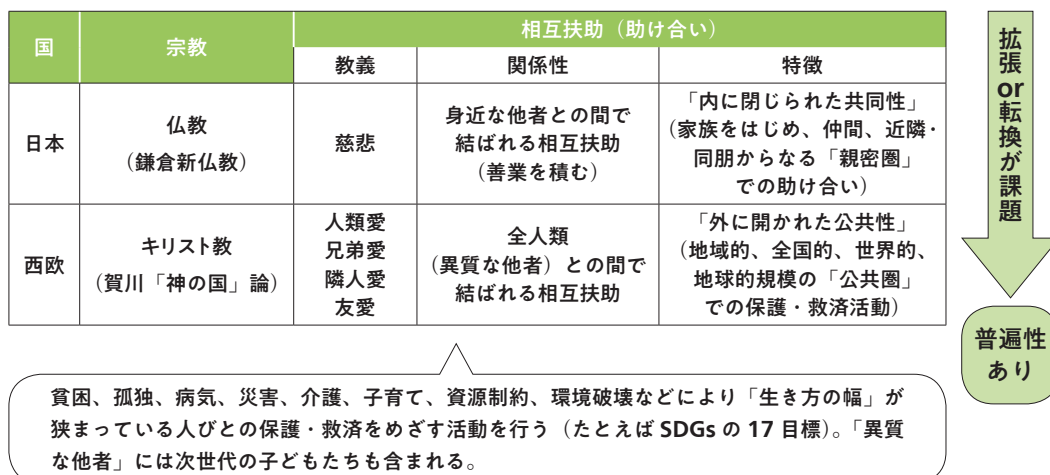 国
宗教
相互扶助（助け合い）
教義
関係性
特徴
日本
仏教
（鎌倉新仏教）
慈悲
身近な他者との間で
結ばれる相互扶助
（善業を積む）
「内に閉じられた共同性」
（家族をはじめ、仲間、近隣・
同朋からなる「親密圏」
での助け合い）
西欧
キリスト教
（賀川「神の国」論）
人類愛
兄弟愛
隣人愛
友愛
全人類
（異質な他者）との間で
結ばれる相互扶助
「外に開かれた公共性」
（地域的、全国的、世界的、
地球的規模の「公共圏」
での保護・救済活動）
拡張or転換が課題
普遍性
あり
貧困、孤独、病気、災害、介護、子育て、資源制約、環境破壊などにより「生き方の幅」が
狭まっている人びとの保護・救済をめざす活動を行う（たとえば SDGs の 17 目標）。「異質
な他者」には次世代の子どもたちも含まれる。